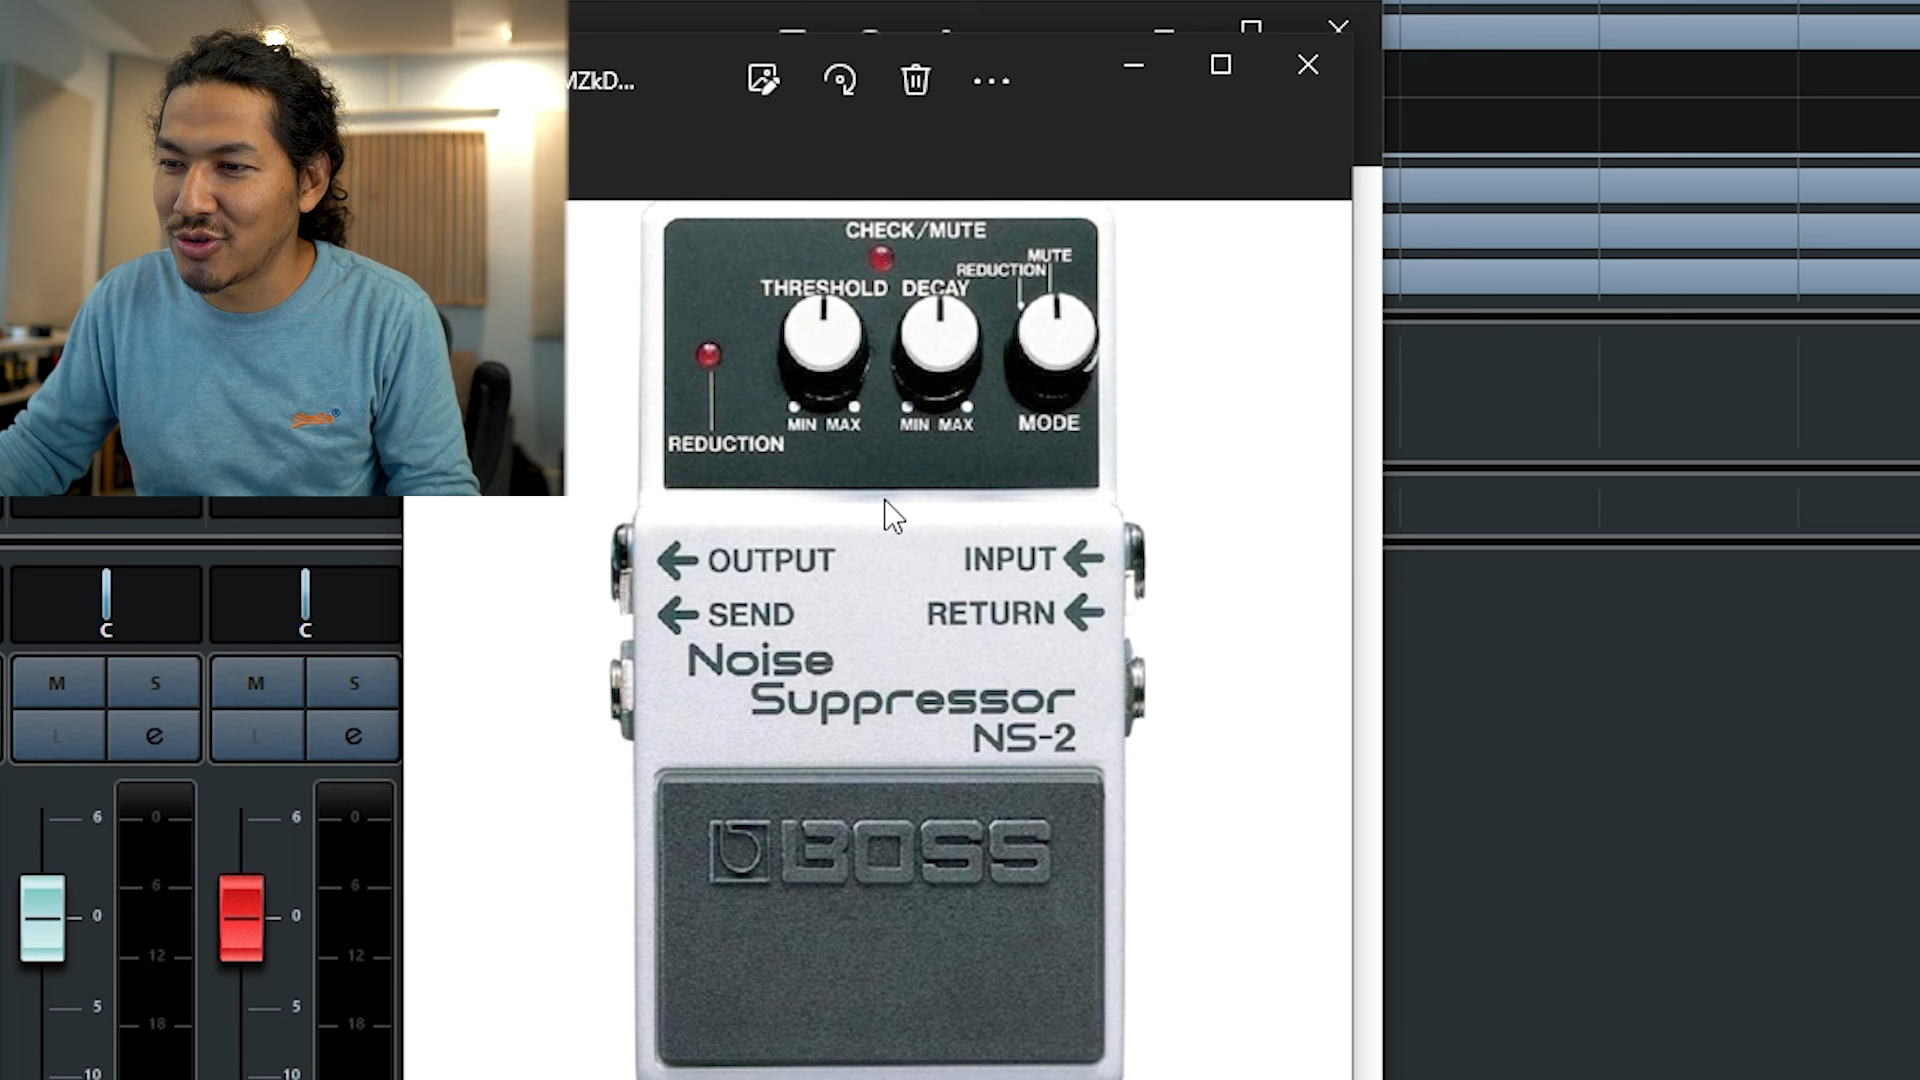 MZkD...
CHECK/MUTE
MUTE
REDUCTION
THRESHOLD DECAY
MIN MAX MIN MAX MODE
REDUCTION
OUTPUT INPUT
SEND RETURN
Noise
Suppressor
NS-2
BOSS
C C
M S M S
L e L e
6 0 6 0
6 6
0 0
12 12
5 5
18 18
10 10